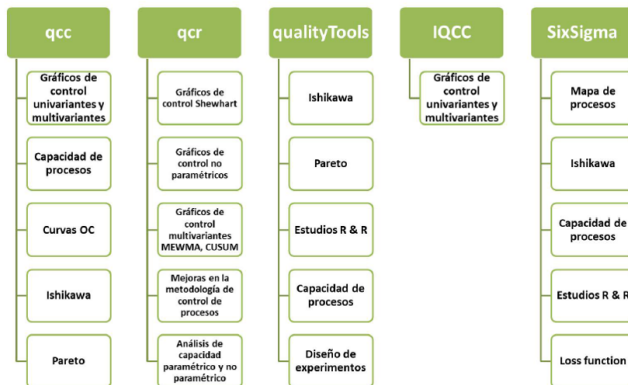 qcc
Gráficos de
control
univariantes y
multivariantes
Capacidad de
procesos
Curvas OC
Ishikawa
Pareto
qcr
Gráficos de
control Shewhart
Gráficos de
control no
paramétricos
Gráficos de
control
multivariantes
MEWMA, CUSUM
Mejoras en la
metodología de
control de
procesos
Análisis de
capacidad
paramétrico y no
paramétrico
qualityTools
Ishikawa
Pareto
Estudios R & R
Capacidad de
procesos
Diseño de
experimentos
IQCC
Gráficos de
control
univariantes y
multivariantes
SixSigma
Mapa de
procesos
Ishikawa
Capacidad de
procesos
Estudios R & R
Loss function